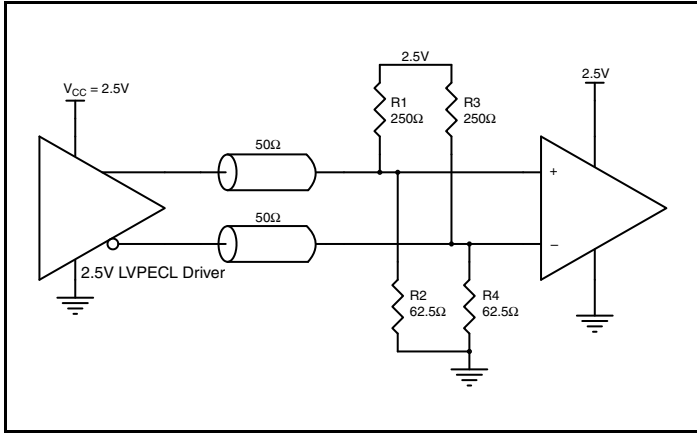 2.5V
2.5V
VCC = 2.5V
R1
250Ω
R3
250Ω
50Ω
+
50Ω
–
2.5V LVPECL Driver
R2
62.5Ω
R4
62.5Ω